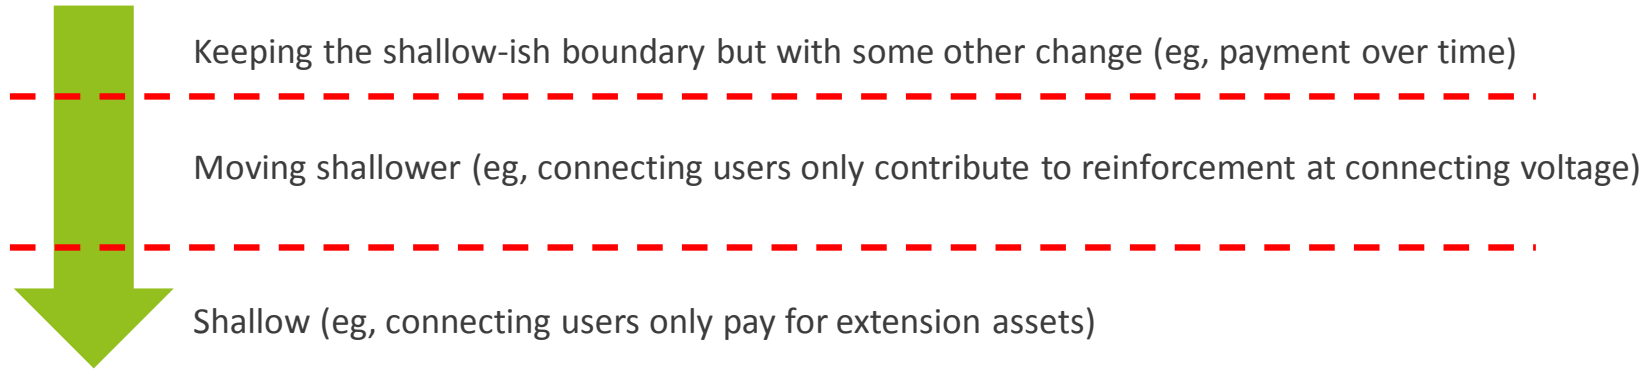 Keeping the shallow-ish boundary but with some other change (eg, payment over time)
Moving shallower (eg, connecting users only contribute to reinforcement at connecting voltage)
Shallow (eg, connecting users only pay for extension assets)